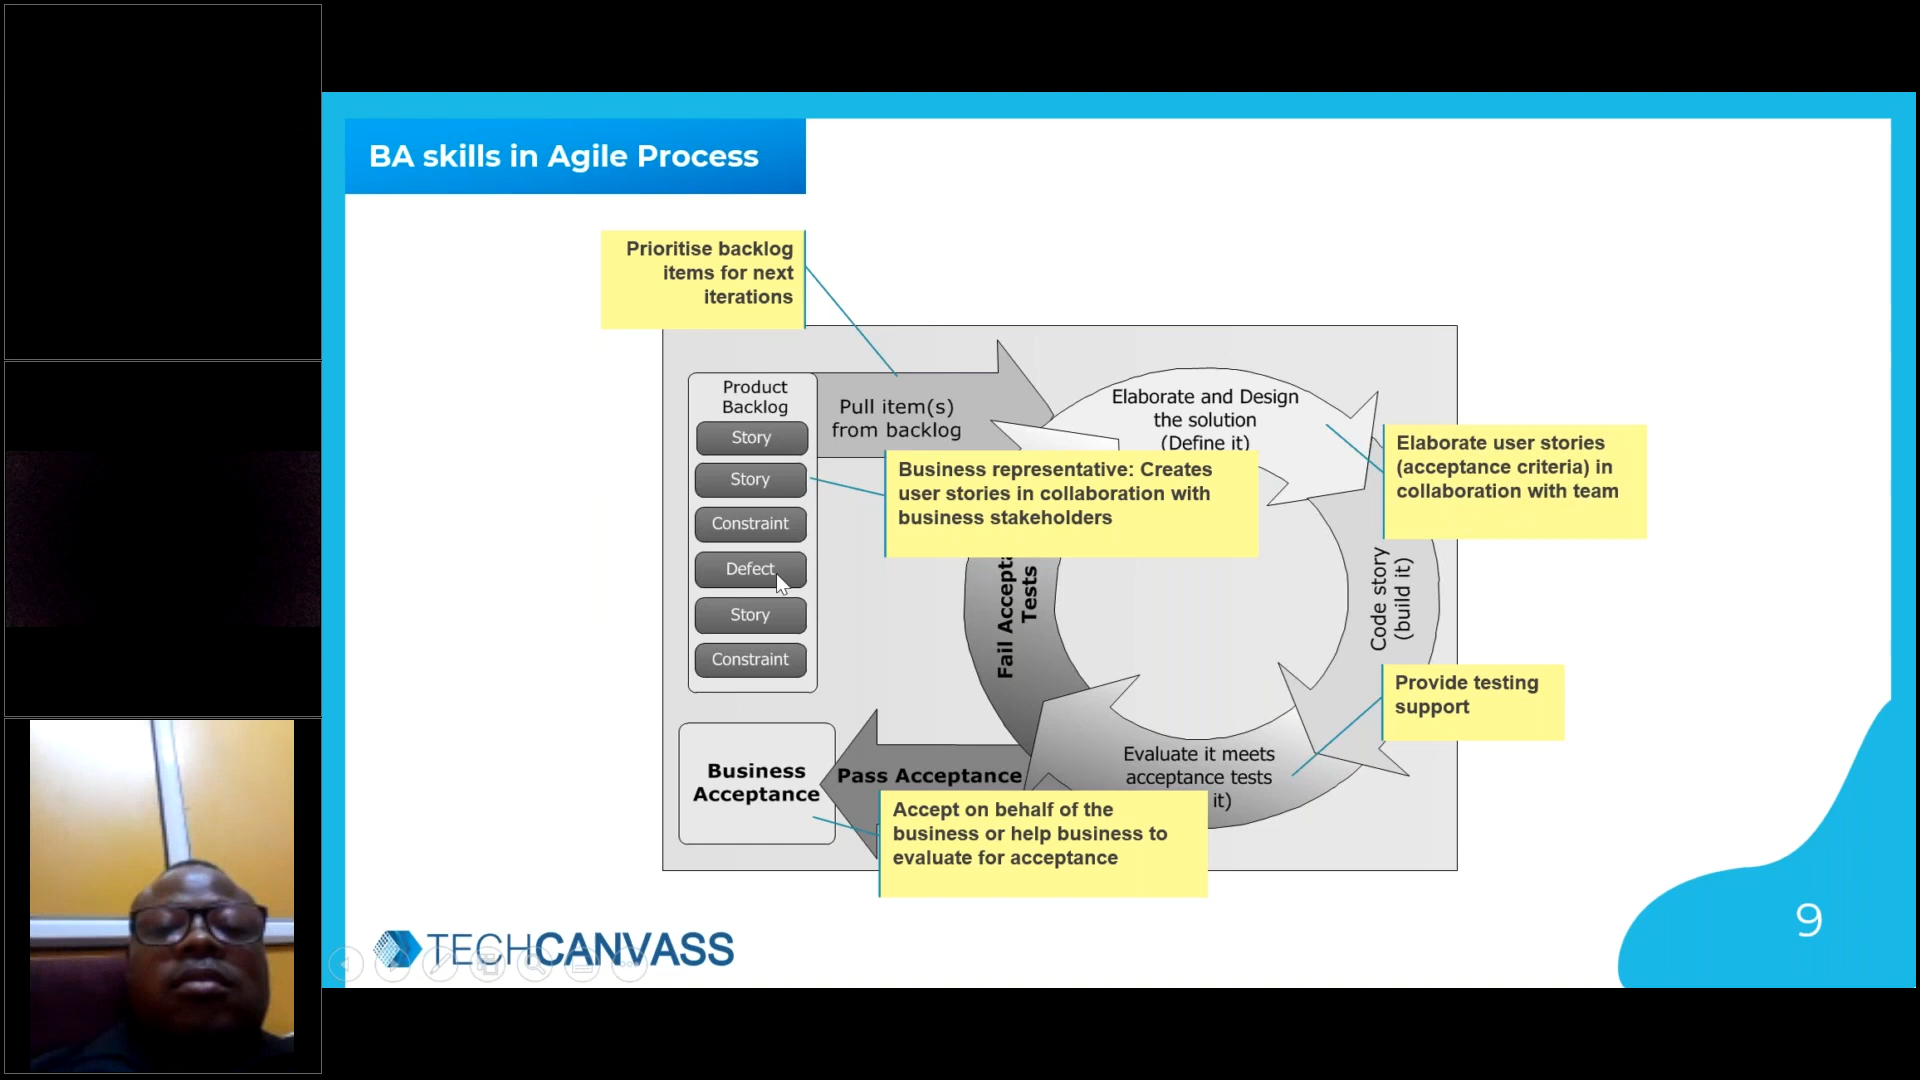 BA skills in Agile Process
Prioritise backlog
items for next
iterations
Product
Backlog
Story
Story
Constraint
Defect
Story
Constraint
Pull item(s)
from backlog
Elaborate and Design
the solution
(Define it)
Business representative: Creates
user stories in collaboration with
business stakeholders
Elaborate user stories
(acceptance criteria) in
collaboration with team
Code story
(build it)
Fail
Tests
Provide testing
support
Evaluate it meets
acceptance tests
it)
Business
Acceptance
Pass Acceptance
Accept on behalf of the
business or help business to
evaluate for acceptance
TECHCANVASS
9